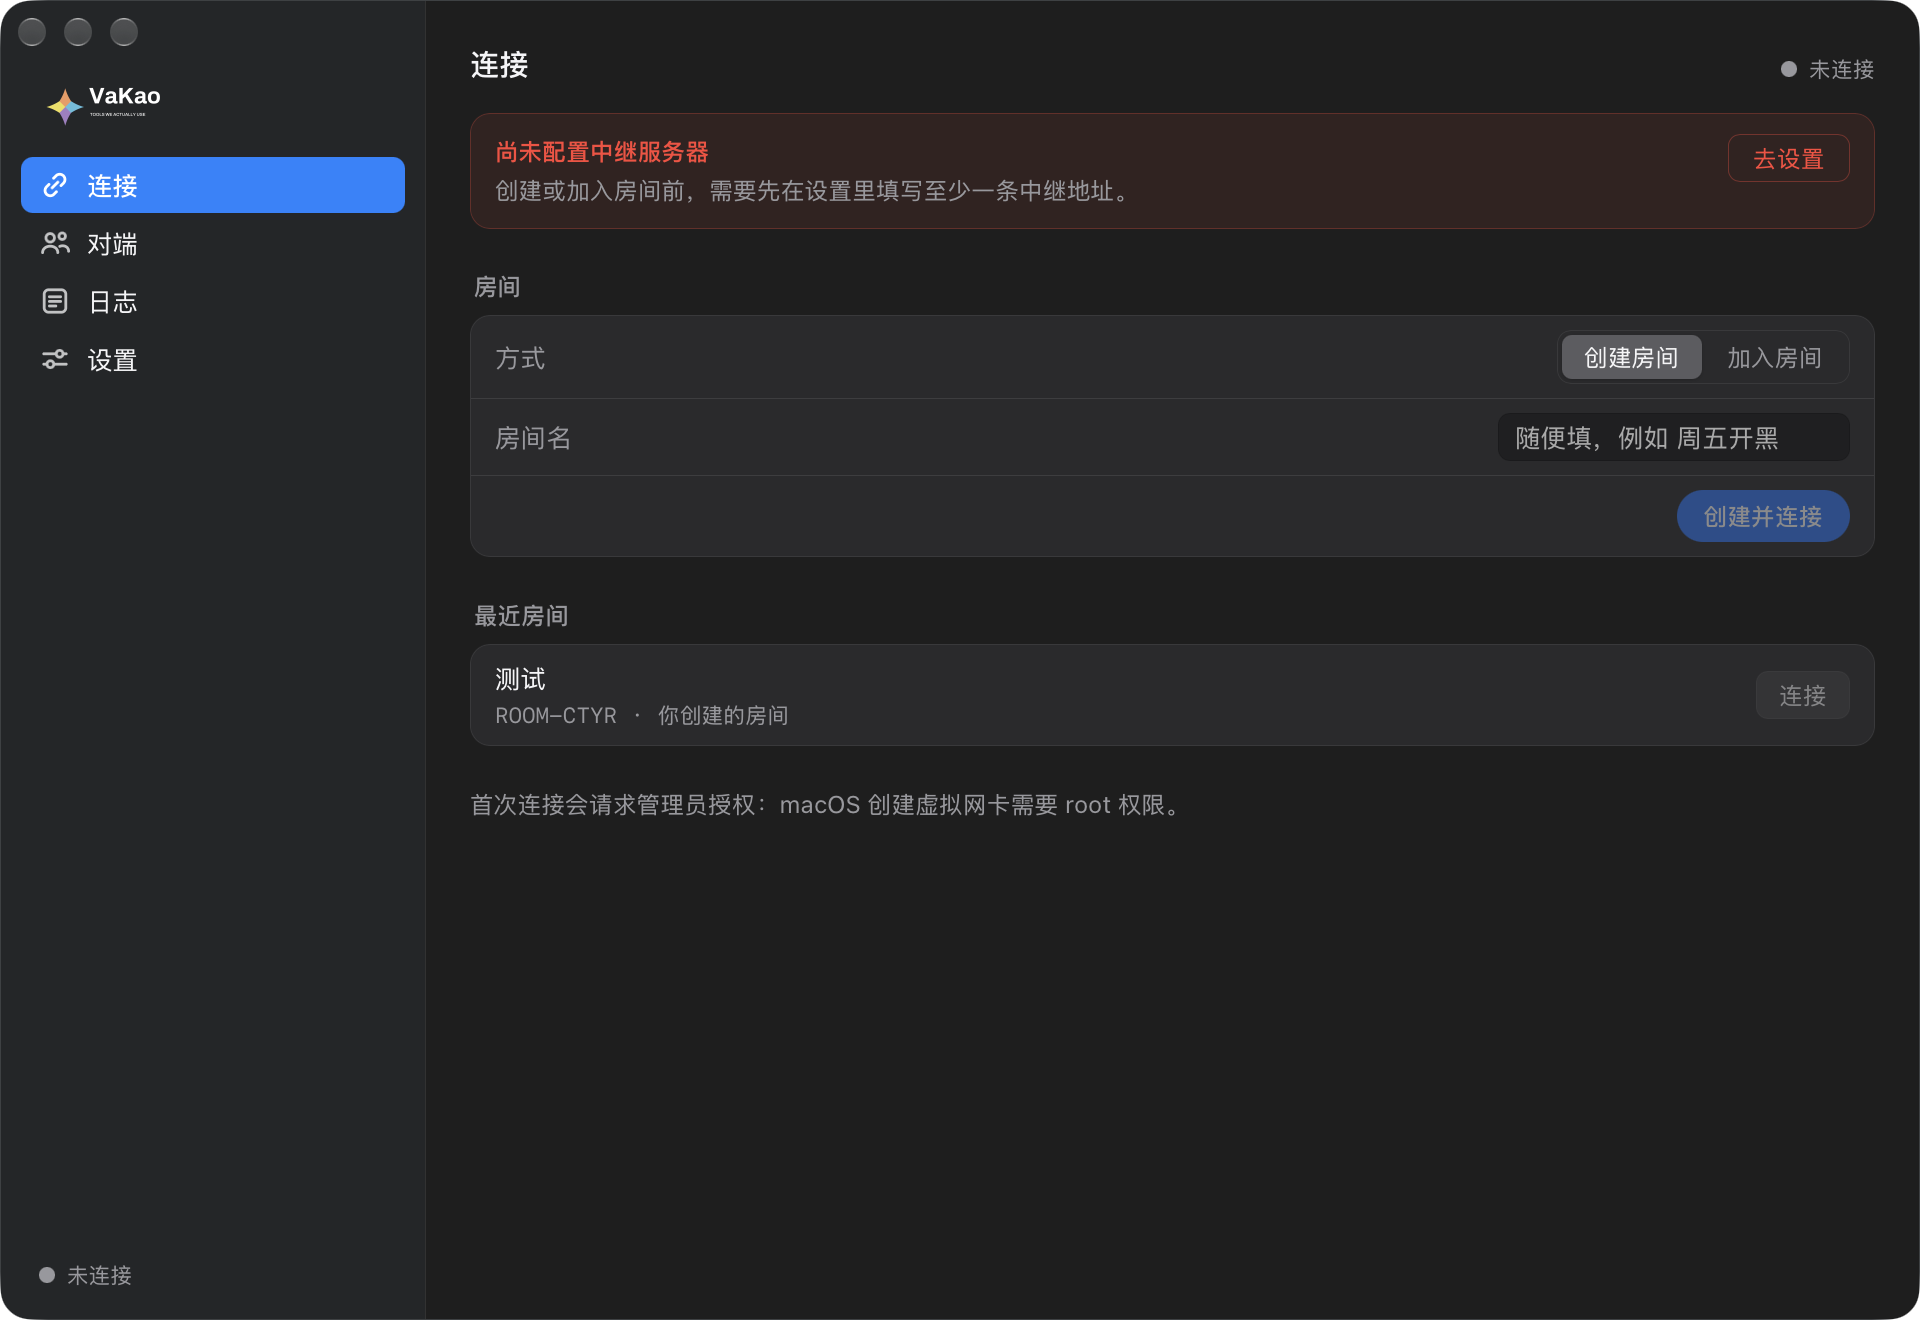 VaKao
TOOLS WE ACTUALLY USE
连接
对端
日志
设置
未连接
连接
未连接
尚未配置中继服务器
创建或加入房间前，需要先在设置里填写至少一条中继地址。
去设置
房间
方式
创建房间
加入房间
房间名
随便填，例如 周五开黑
创建并连接
最近房间
测试
ROOM-CTYR · 你创建的房间
连接
首次连接会请求管理员授权：macOS 创建虚拟网卡需要 root 权限。